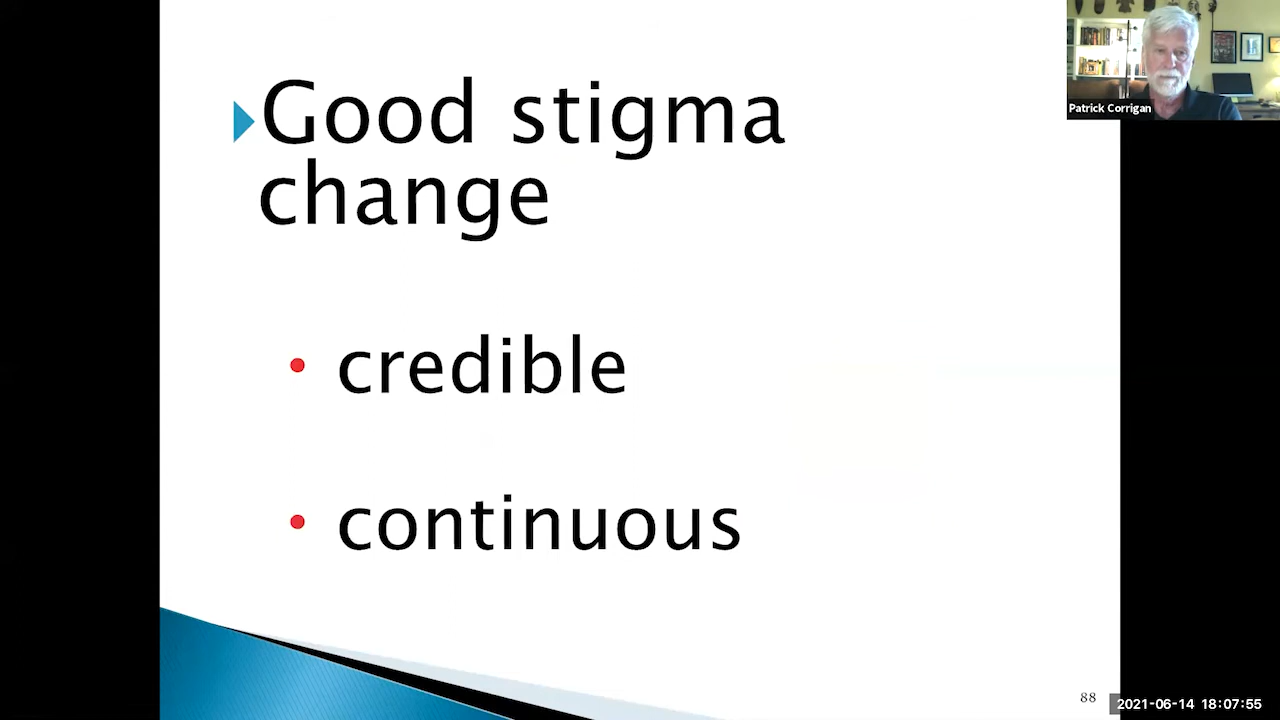 Patrick Corrigan
Good stigma
change
credible
continuous
88
2021-06-14 18:07:55